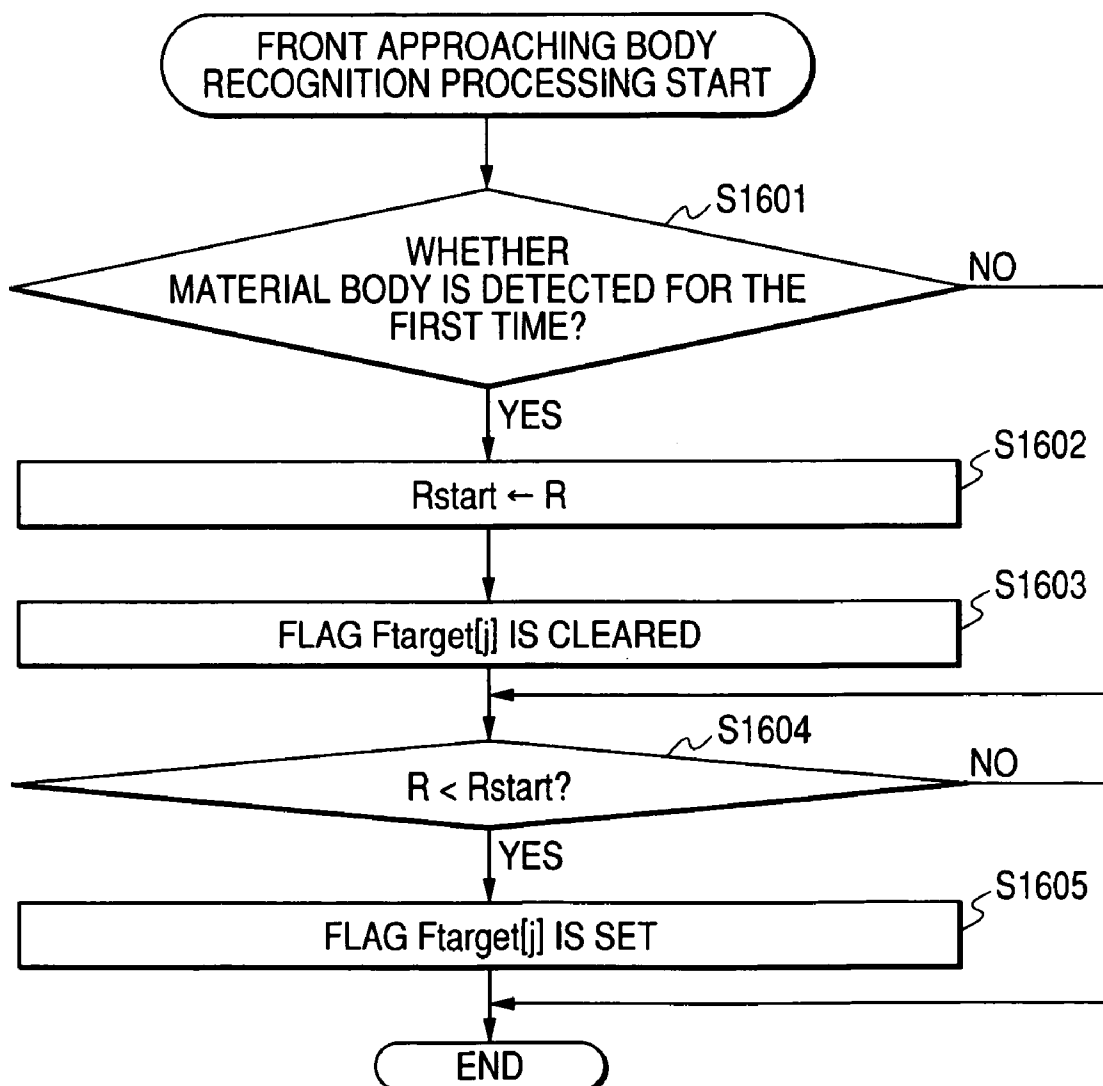 FRONT APPROACHING BODY
RECOGNITION PROCESSING START
S1601
WHETHER
MATERIAL BODY IS DETECTED FOR THE
FIRST TIME?
NO
YES
S1602
Rstart ← R
S1603
FLAG Ftarget[j] IS CLEARED
S1604
R < Rstart?
NO
YES
S1605
FLAG Ftarget[j] IS SET
END